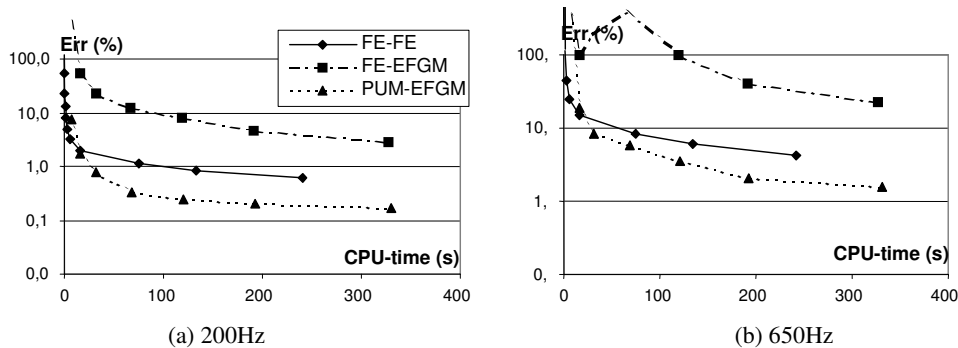 Err (%)
100,0
10,0
1,0
0,1
0,0
0
100
200
300
400
CPU-time (s)
FE-FE
FE-EFGM
PUM-EFGM
(a) 200Hz
Err (%)
100,
10,
1,
0,
0
100
200
300
400
CPU-time (s)
(b) 650Hz